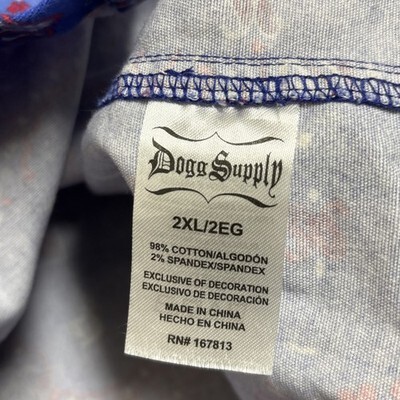 Dogg Supply
2XL/2EG
98% COTTON/ALGODÓN
2% SPANDEX/SPANDEX
EXCLUSIVE OF DECORATION
EXCLUSIVO DE DECORACIÓN
MADE IN CHINA
HECHO EN CHINA
RN# 167813